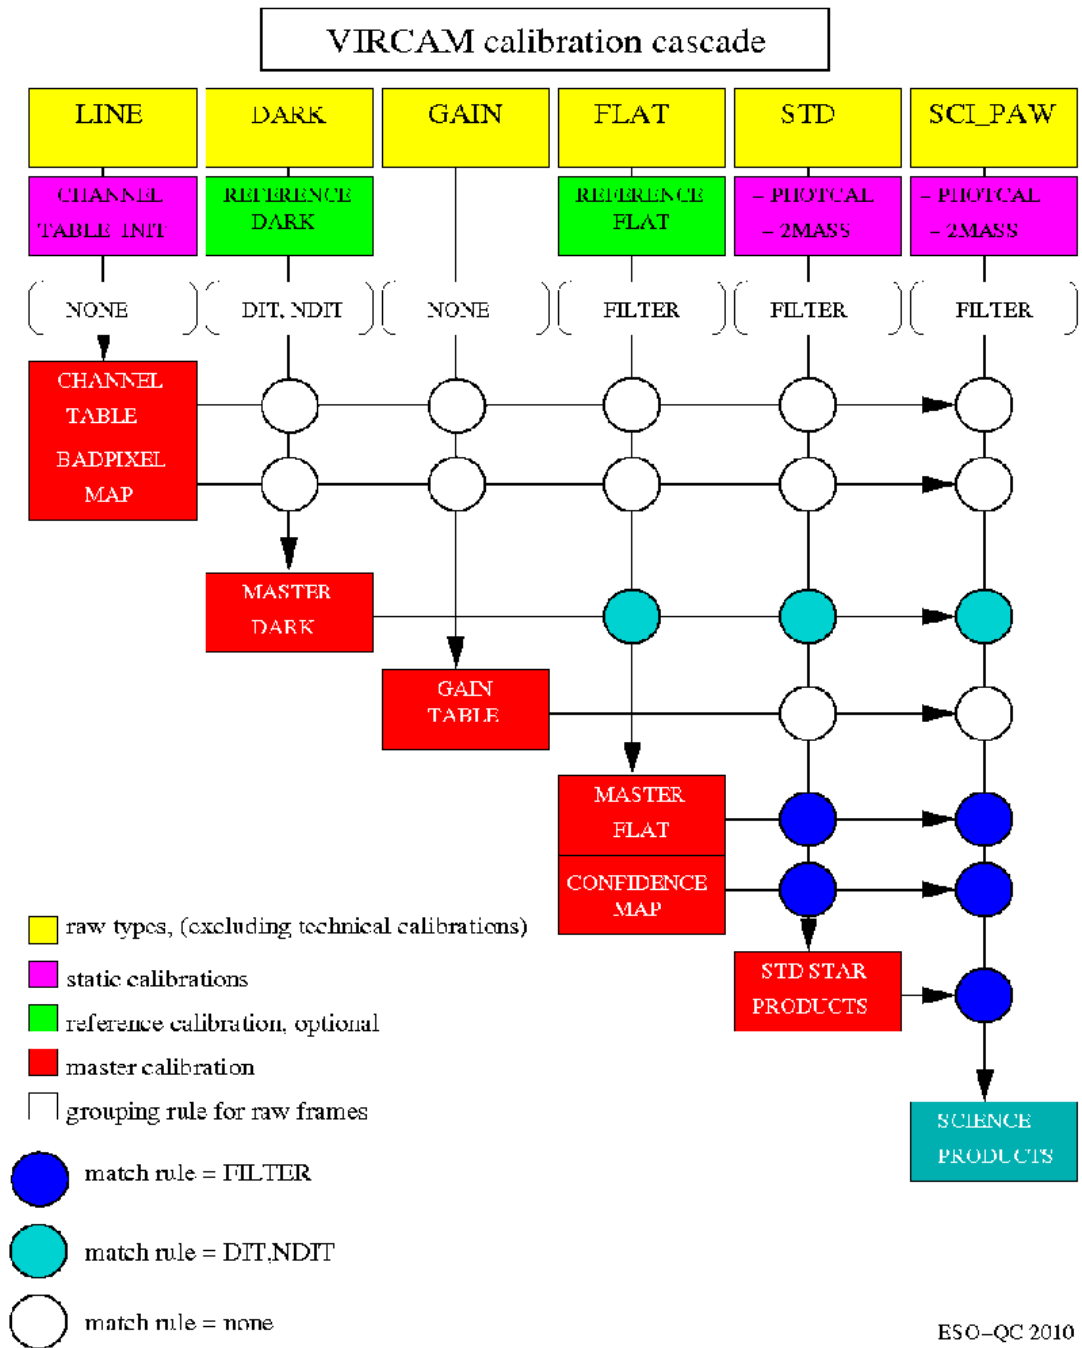 VIRCAM calibration cascade
LINE DARK GAIN FLAT STD SCI_PAW
CHANNEL
TABLE_INIT
REFERENCE
DARK
REFERENCE
FLAT
– PHOTCAL
– 2MASS
– PHOTCAL
– 2MASS
NONE DIT, NDIT NONE FILTER FILTER FILTER
CHANNEL
TABLE
BADPIXEL
MAP
MASTER
DARK
GAIN
TABLE
MASTER
FLAT
CONFIDENCE
MAP
STD STAR
PRODUCTS
SCIENCE
PRODUCTS
raw types, (excluding technical calibrations)
static calibrations
reference calibration, optional
master calibration
grouping rule for raw frames
match rule = FILTER
match rule = DIT,NDIT
match rule = none
ESO–QC 2010